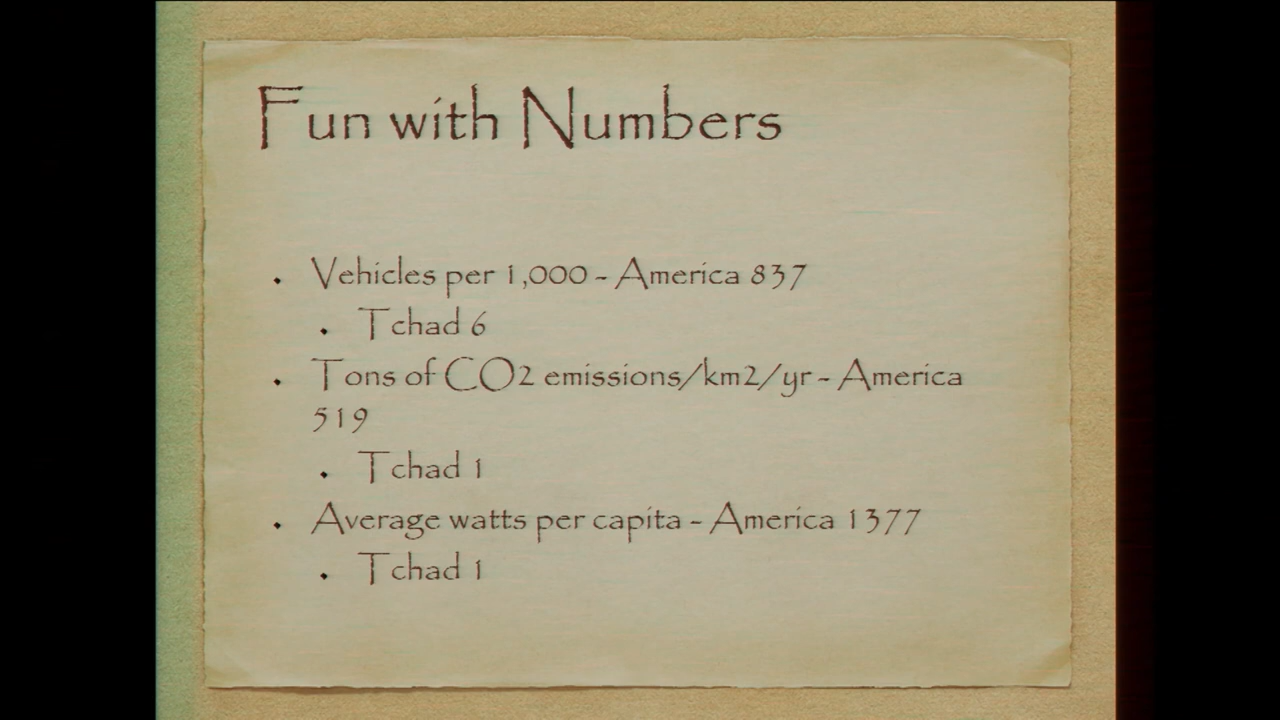 Fun with Numbers
• Vehicles per 1,000 - America 837
• Tchad 6
• Tons of CO2 emissions/km2/yr - America
519
• Tchad 1
• Average watts per capita - America 1377
• Tchad 1